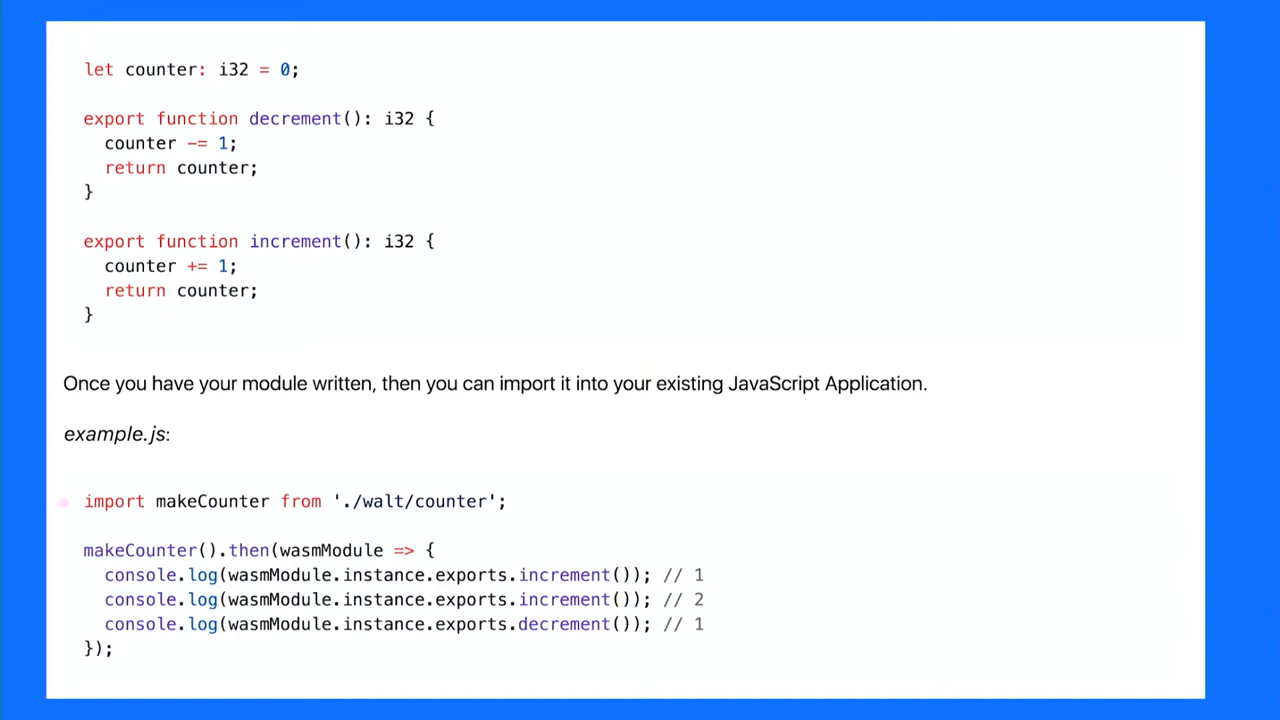 let counter: i32 = 0;
export function decrement(): i32 {
  counter -= 1;
  return counter;
}
export function increment(): i32 {
  counter += 1;
  return counter;
}
Once you have your module written, then you can import it into your existing JavaScript Application.
example.js:
import makeCounter from './walt/counter';
makeCounter().then(wasmModule => {
  console.log(wasmModule.instance.exports.increment()); // 1
  console.log(wasmModule.instance.exports.increment()); // 2
  console.log(wasmModule.instance.exports.decrement()); // 1
});